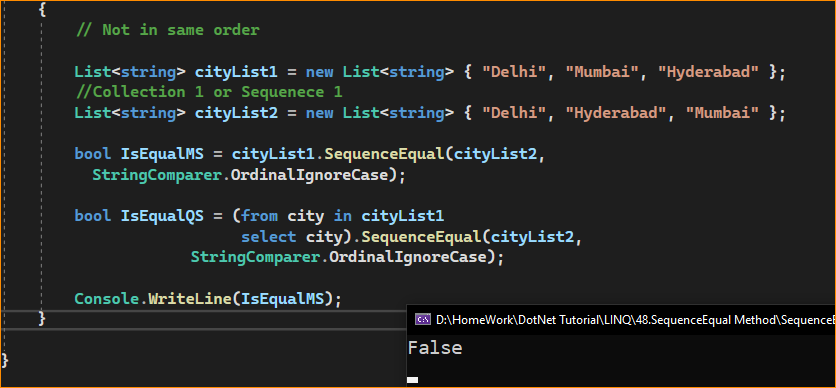 {
// Not in same order
List<string> cityList1 = new List<string> { "Delhi", "Mumbai", "Hyderabad" };
//Collection 1 or Sequenece 1
List<string> cityList2 = new List<string> { "Delhi", "Hyderabad", "Mumbai" };
bool IsEqualMS = cityList1.SequenceEqual(cityList2,
StringComparer.OrdinalIgnoreCase);
bool IsEqualQS = (from city in cityList1
select city).SequenceEqual(cityList2,
StringComparer.OrdinalIgnoreCase);
Console.WriteLine(IsEqualMS);
}
}
D:\HomeWork\DotNet Tutorial\LINQ\48.SequenceEqual Method\SequenceE
False